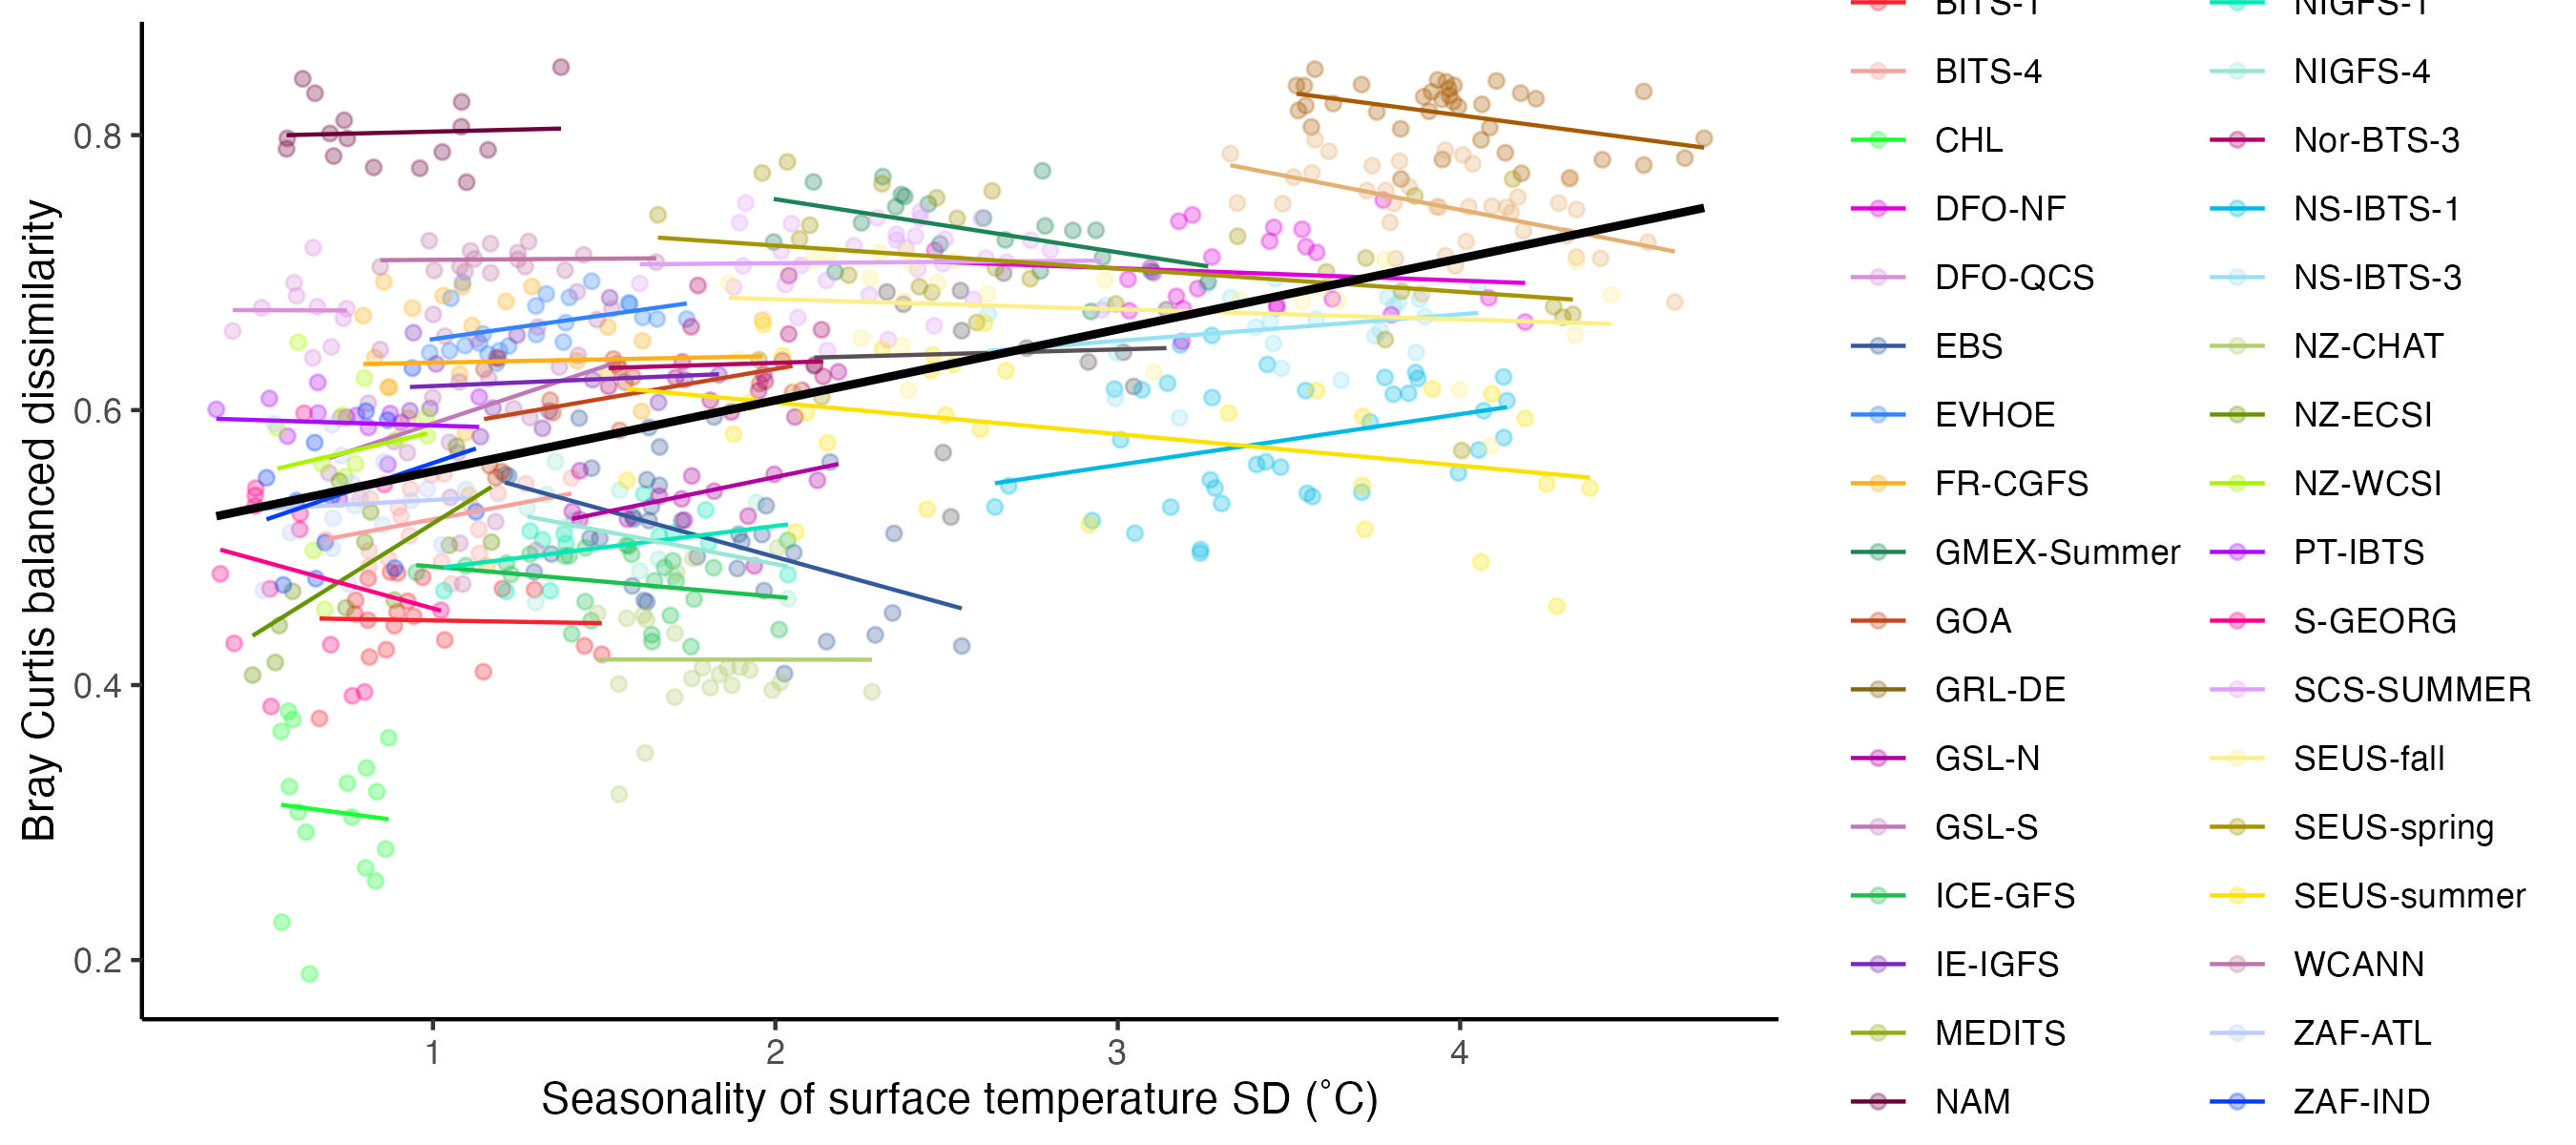 BITS-1 NIGFS-1
BITS-4 NIGFS-4
CHL Nor-BTS-3
DFO-NF NS-IBTS-1
DFO-QCS NS-IBTS-3
EBS NZ-CHAT
EVHOE NZ-ECSI
FR-CGFS NZ-WCSI
GMEX-Summer PT-IBTS
GOA S-GEORG
GRL-DE SCS-SUMMER
GSL-N SEUS-fall
GSL-S SEUS-spring
ICE-GFS SEUS-summer
IE-IGFS WCANN
MEDITS ZAF-ATL
NAM ZAF-IND
0.8
0.6
0.4
0.2
Bray Curtis balanced dissimilarity
1 2 3 4
Seasonality of surface temperature SD (˚C)